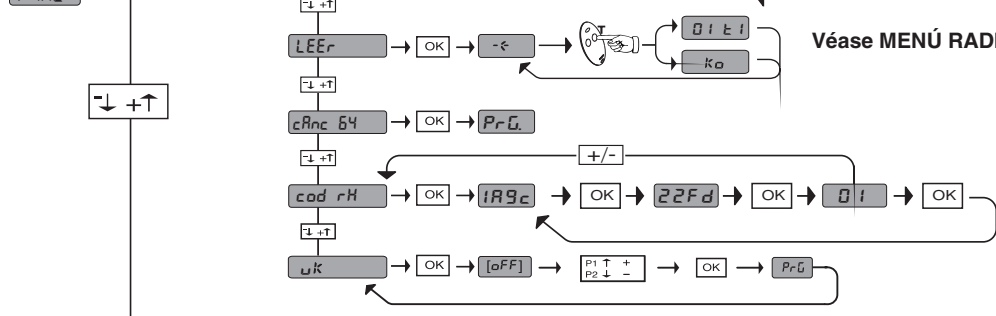 -↓ +↑
LEEr OK -← T 01 t1
Ko
Véase MENÚ RADI
-↓ +↑
-↓ +↑
cAnc 64 OK PrG.
-↓ +↑
+/-
cod rX OK 1A9c OK 22Fd OK 01 OK
-↓ +↑
uK OK [oFF] P1 ↑ + OK PrG
P2 ↓ -